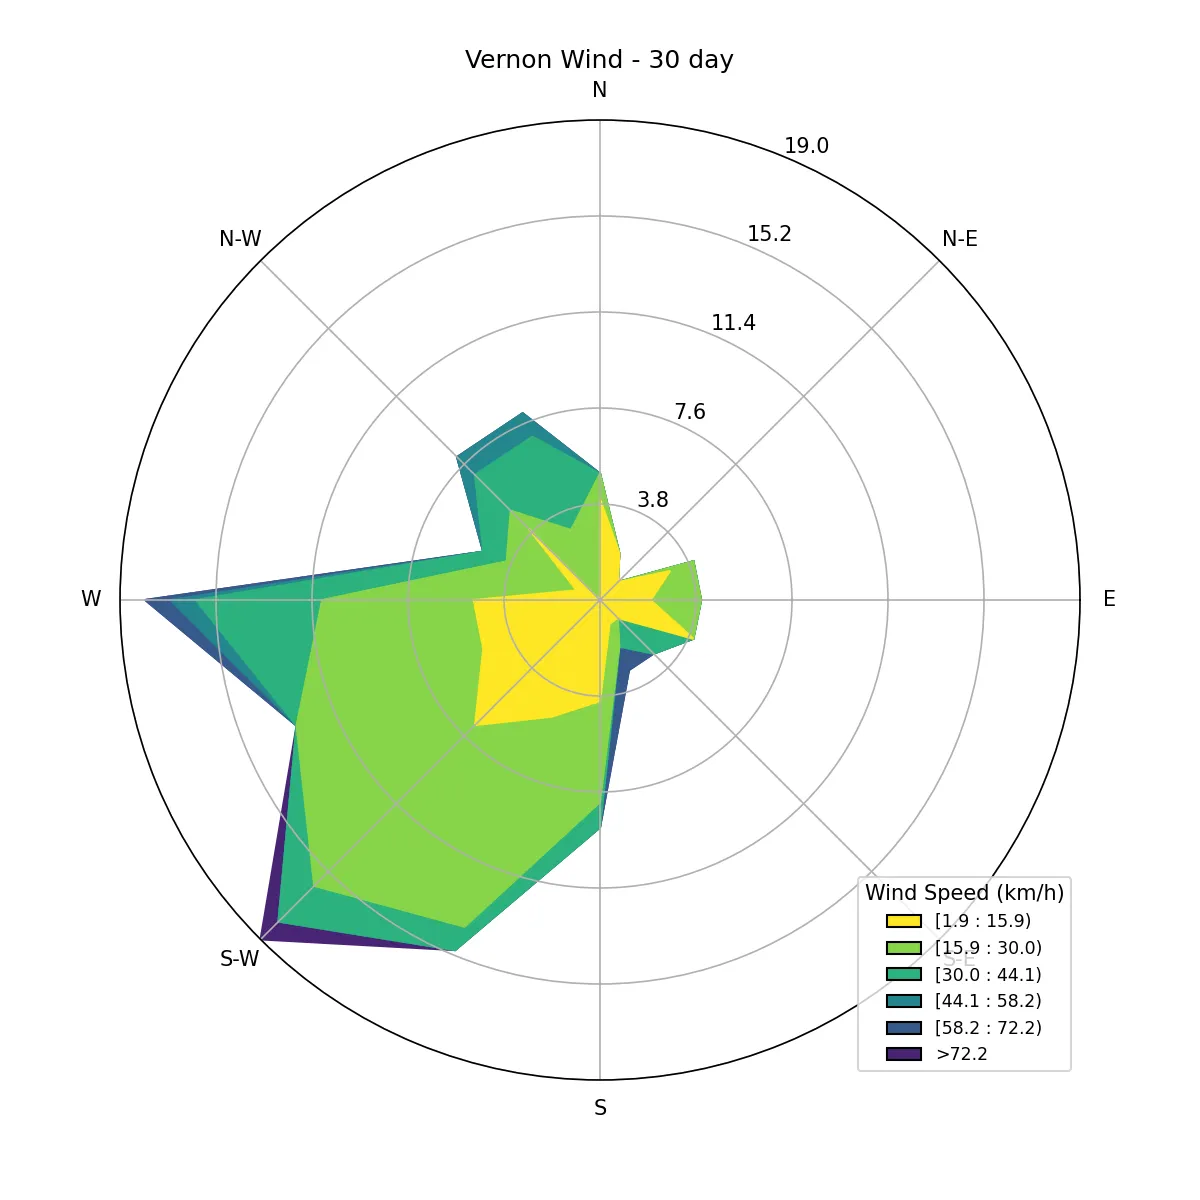 Vernon Wind - 30 day
N
19.0
15.2
N-W
N-E
11.4
7.6
3.8
W
E
Wind Speed (km/h)
[1.9 : 15.9)
[15.9 : 30.0)
S-W
S-E
[30.0 : 44.1)
[44.1 : 58.2)
[58.2 : 72.2)
>72.2
S